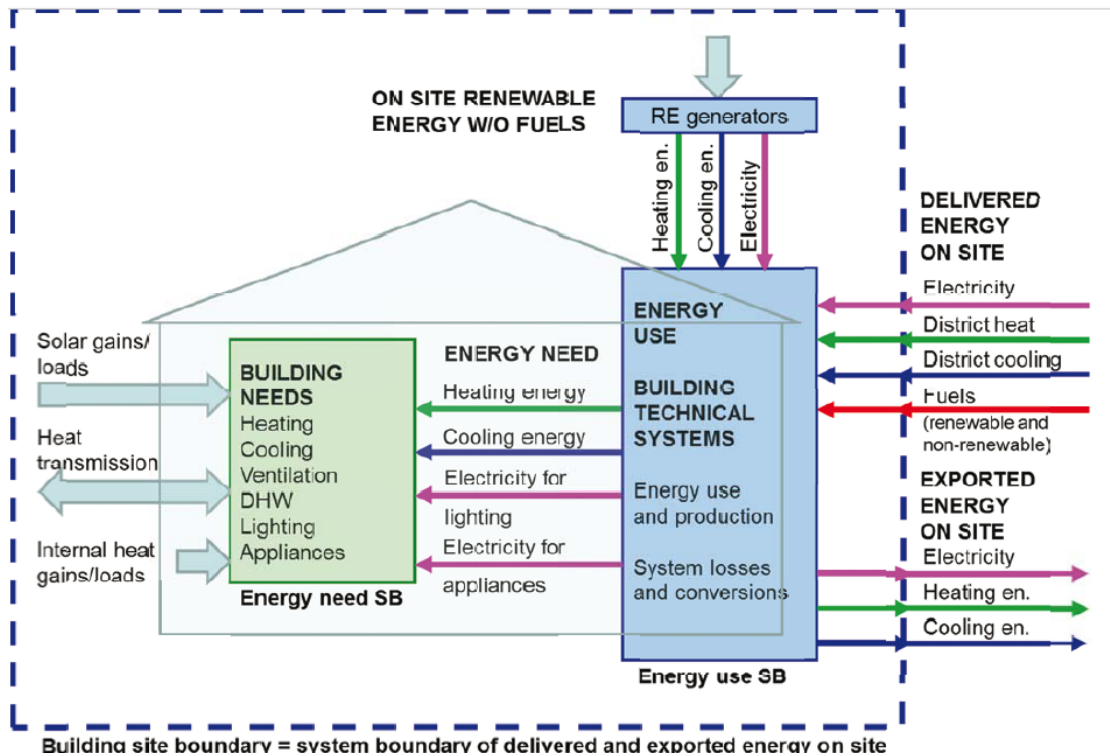 ON SITE RENEWABLE
ENERGY W/O FUELS
RE generators
Heating en.
Cooling en.
Electricity
DELIVERED
ENERGY
ON SITE
Electricity
District heat
District cooling
Fuels
(renewable and
non-renewable)
EXPORTED
ENERGY
ON SITE
Electricity
Heating en.
Cooling en.
ENERGY
USE
BUILDING
TECHNICAL
SYSTEMS
Energy use
and production
System losses
and conversions
Energy use SB
ENERGY NEED
Heating energy
Cooling energy
Electricity for
lighting
Electricity for
appliances
Solar gains/
loads
Heat
transmission
Internal heat
gains/loads
BUILDING
NEEDS
Heating
Cooling
Ventilation
DHW
Lighting
Appliances
Energy need SB
Building site boundary = system boundary of delivered and exported energy on site